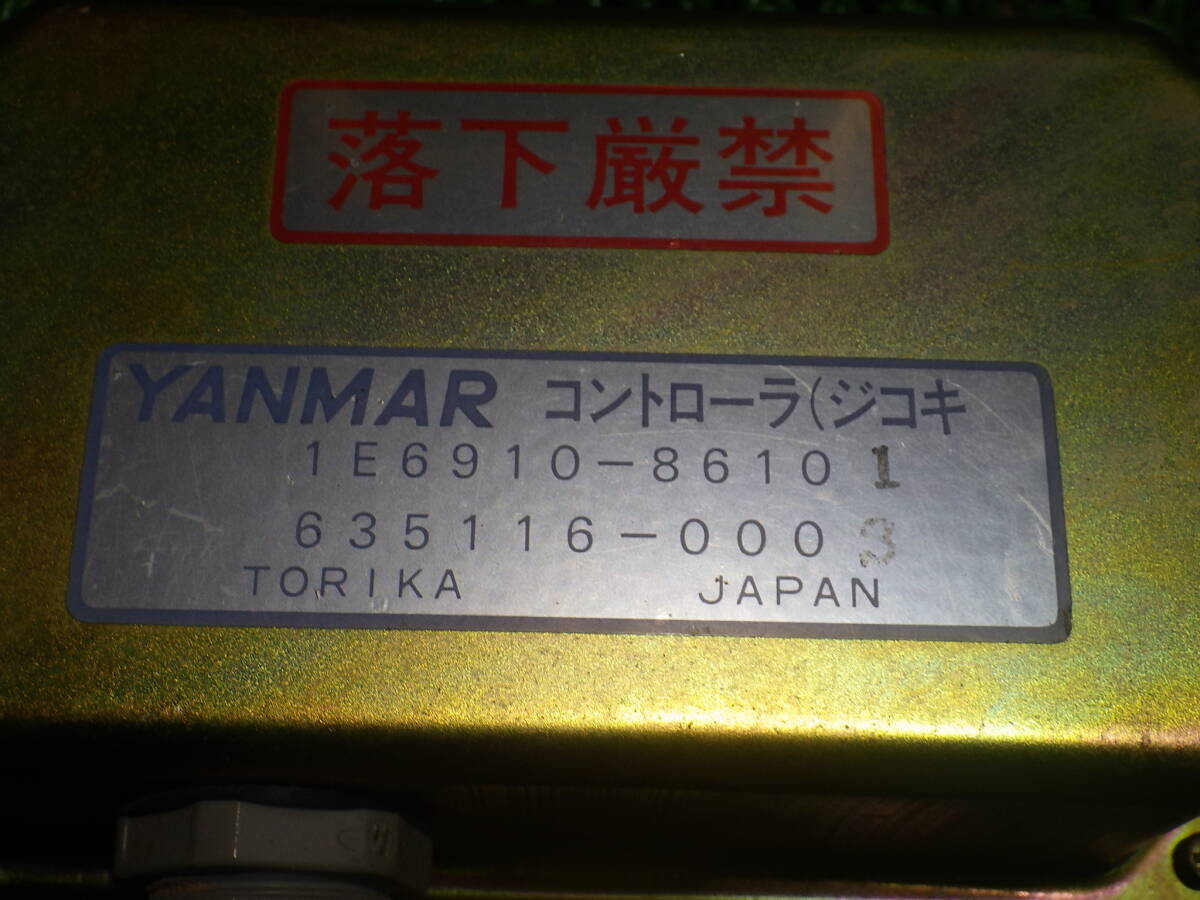 落下厳禁
YANMAR コントローラ(ジコキ
1E6910-86101
635116-0003
TORIKA JAPAN